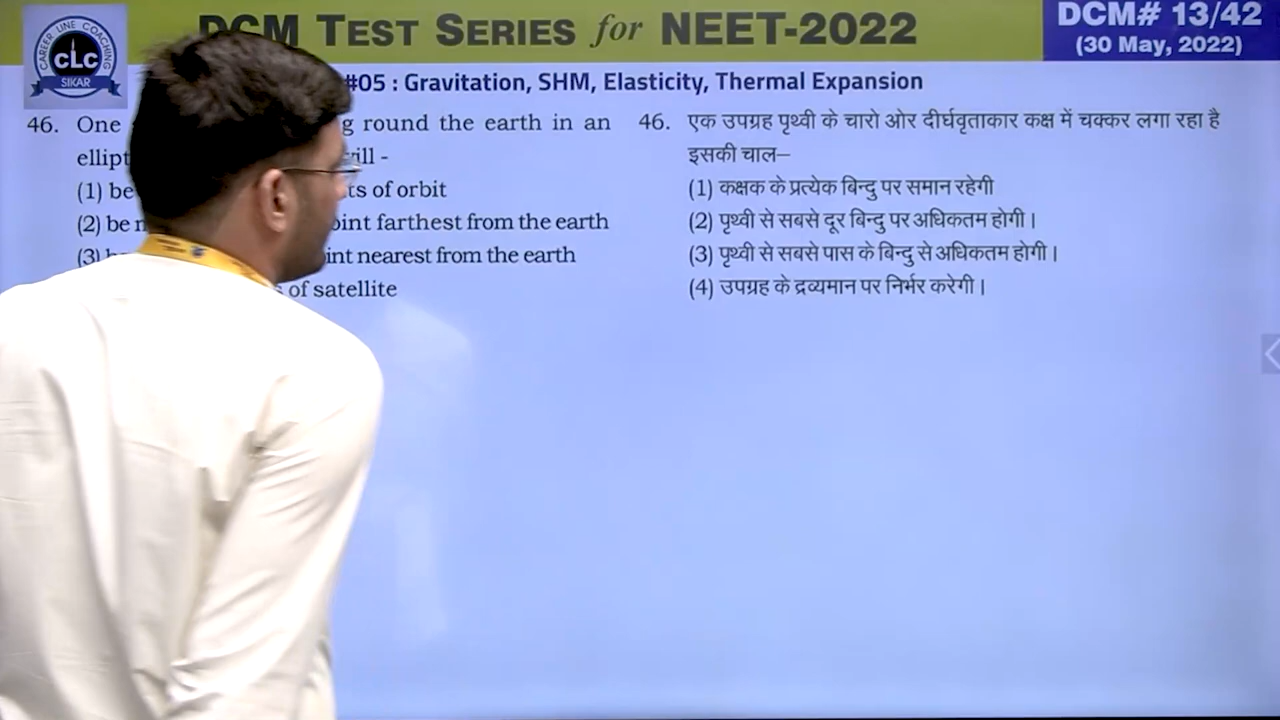 DCM TEST SERIES for NEET-2022
DCM# 13/42
(30 May, 2022)
CAREER LINE COACHING
CLC
SIKAR
#05 : Gravitation, SHM, Elasticity, Thermal Expansion
46. One g round the earth in an
ellipt ill -
(1) be ts of orbit
(2) be oint farthest from the earth
(3) int nearest from the earth
of satellite
46. एक उपग्रह पृथ्वी के चारो ओर दीर्घवृताकार कक्ष में चक्कर लगा रहा है
इसकी चाल–
(1) कक्षक के प्रत्येक बिन्दु पर समान रहेगी
(2) पृथ्वी से सबसे दूर बिन्दु पर अधिकतम होगी।
(3) पृथ्वी से सबसे पास के बिन्दु से अधिकतम होगी।
(4) उपग्रह के द्रव्यमान पर निर्भर करेगी।